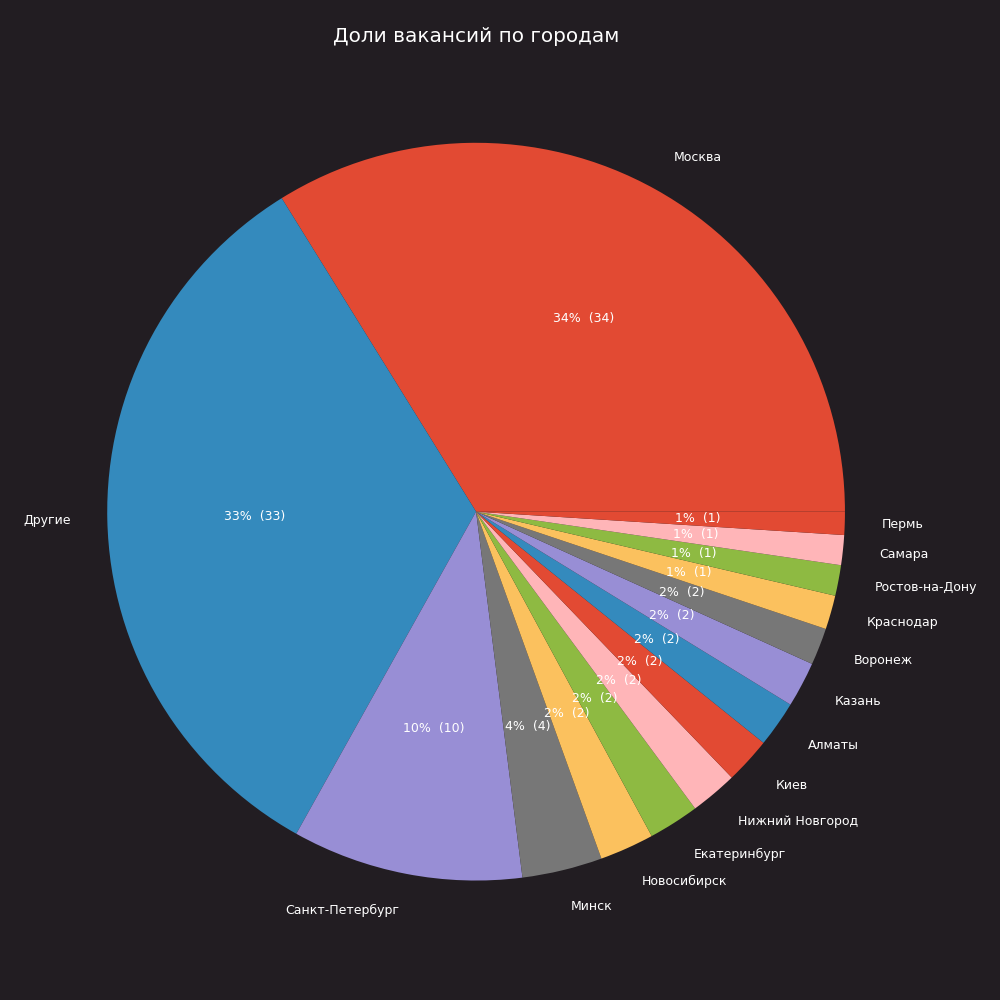 Доли вакансий по городам
Москва
34% (34)
Другие
33% (33)
Санкт-Петербург
10% (10)
Минск
4% (4)
Новосибирск
2% (2)
Екатеринбург
2% (2)
Нижний Новгород
2% (2)
Киев
2% (2)
Алматы
2% (2)
Казань
2% (2)
Воронеж
2% (2)
Краснодар
1% (1)
Ростов-на-Дону
1% (1)
Самара
1% (1)
Пермь
1% (1)